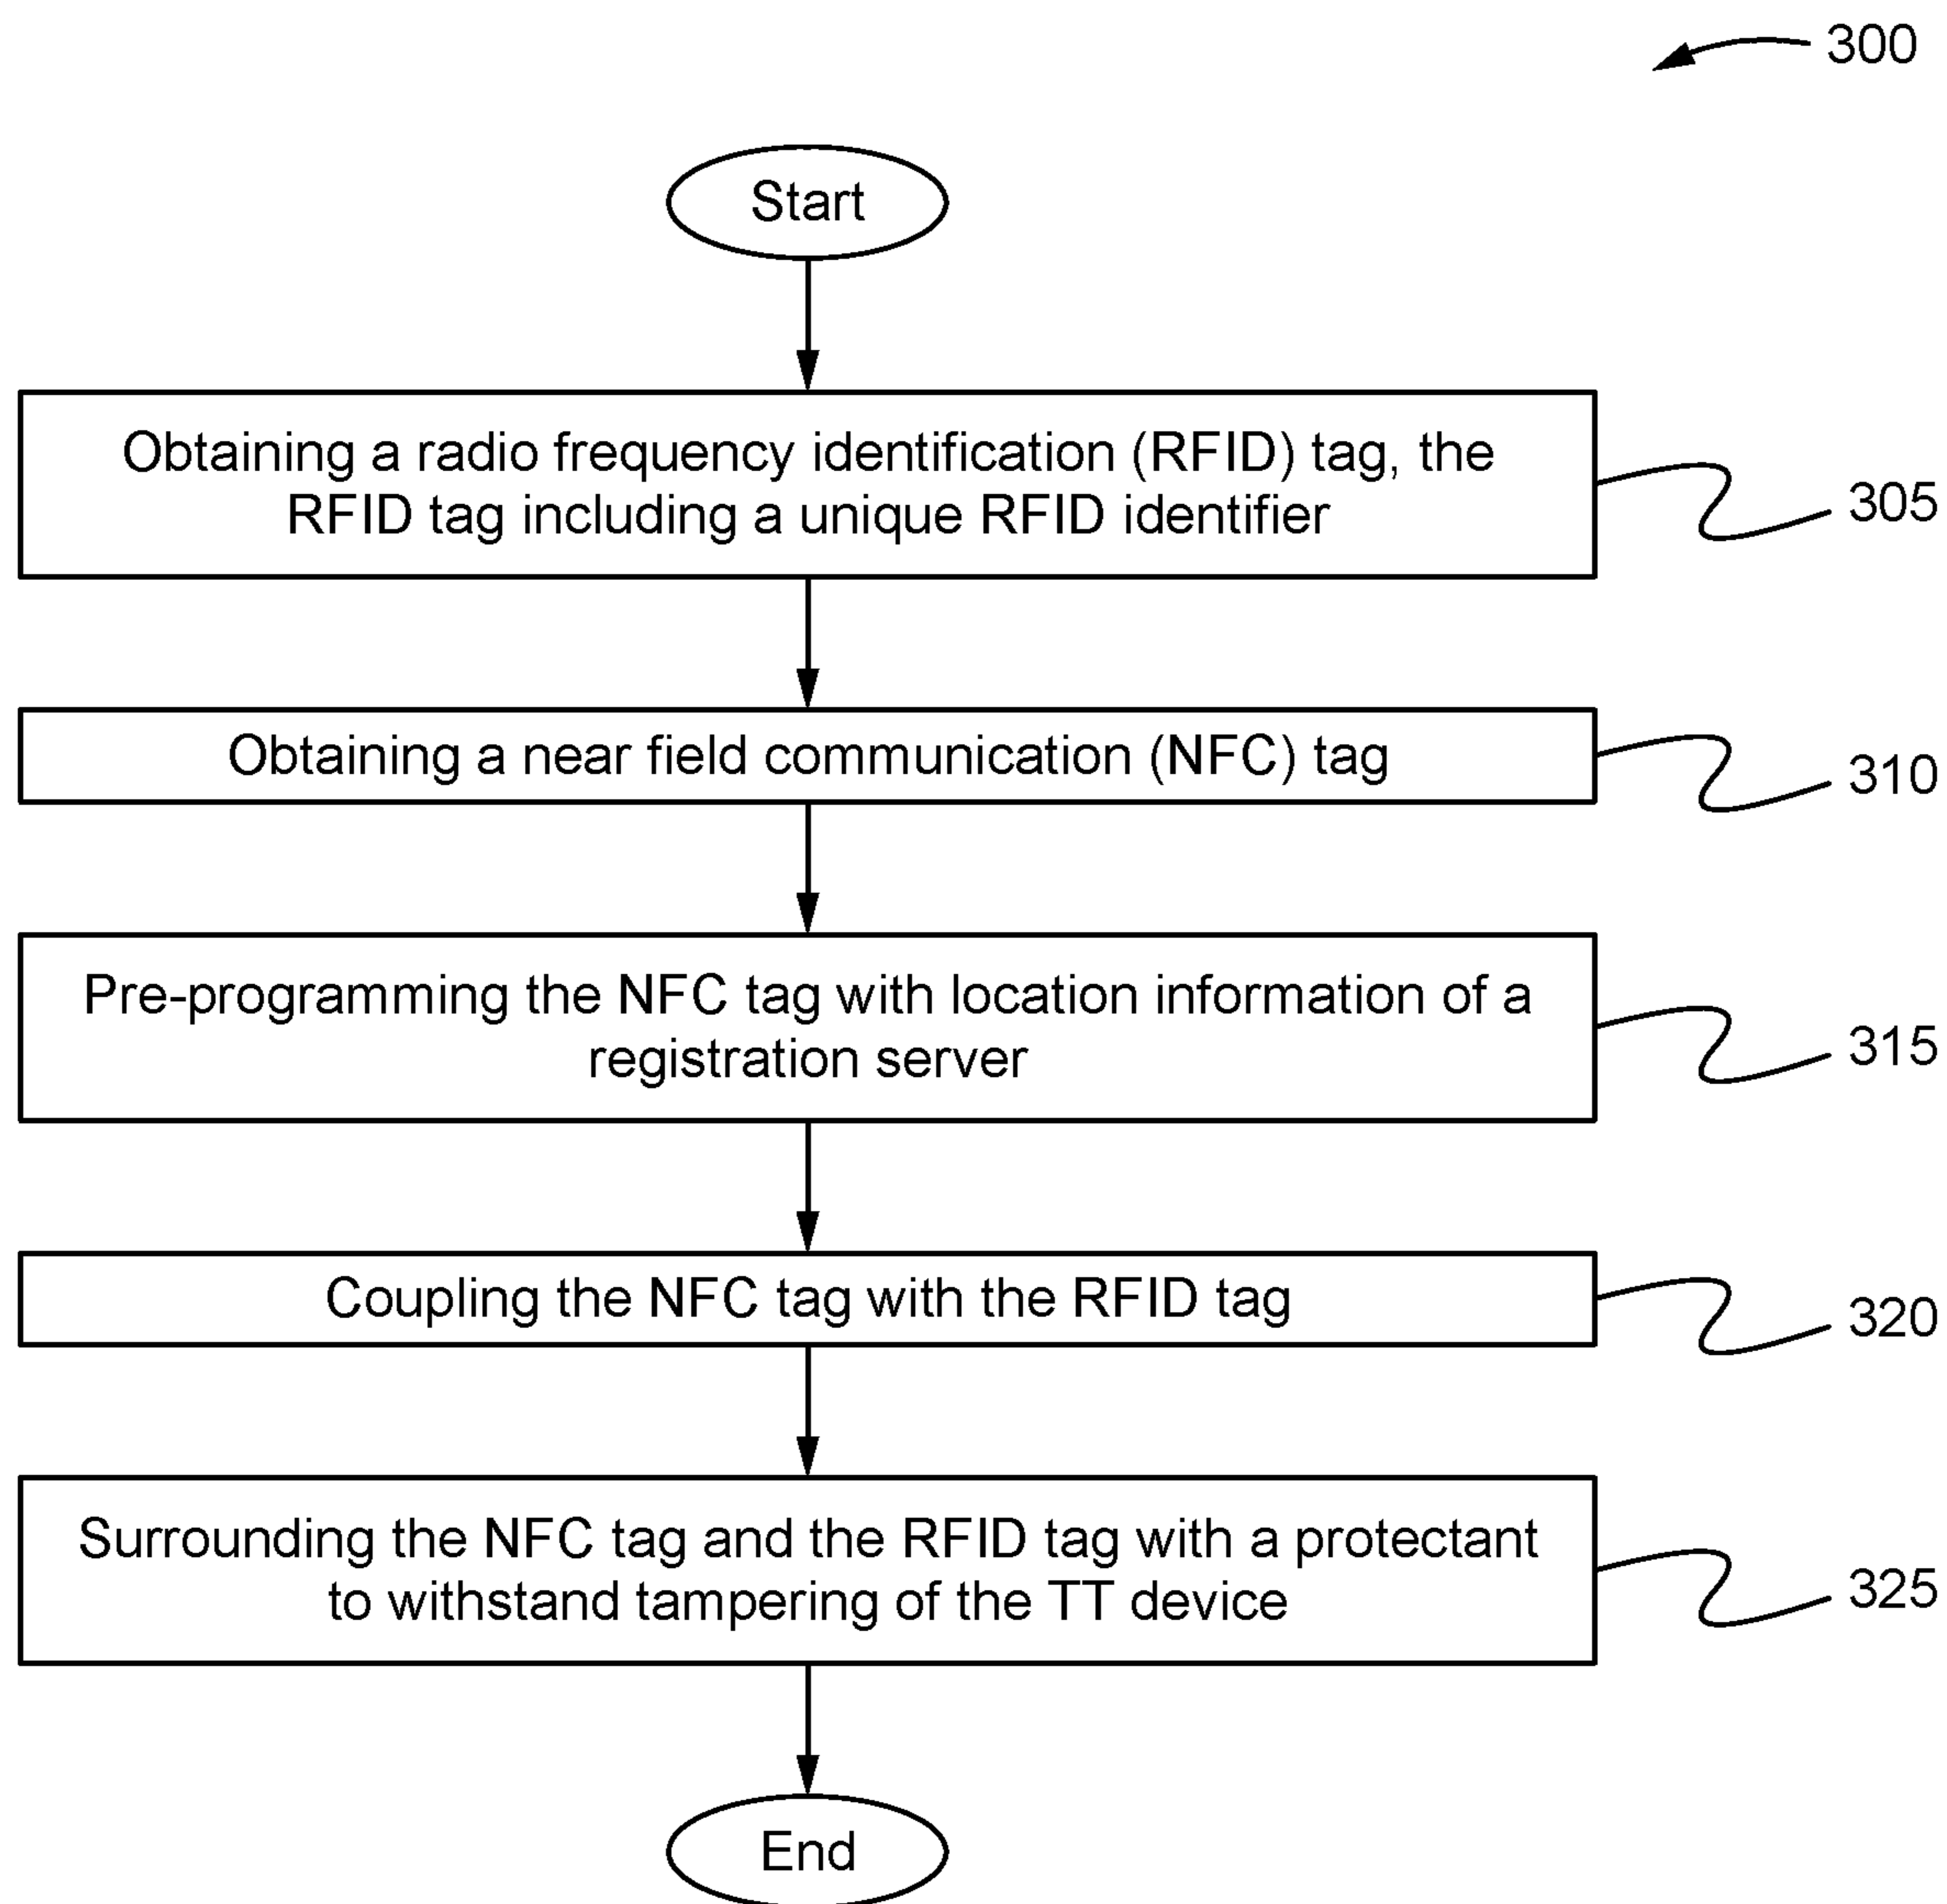 300
Start
Obtaining a radio frequency identification (RFID) tag, the
RFID tag including a unique RFID identifier
305
Obtaining a near field communication (NFC) tag
310
Pre-programming the NFC tag with location information of a
registration server
315
Coupling the NFC tag with the RFID tag
320
Surrounding the NFC tag and the RFID tag with a protectant
to withstand tampering of the TT device
325
End